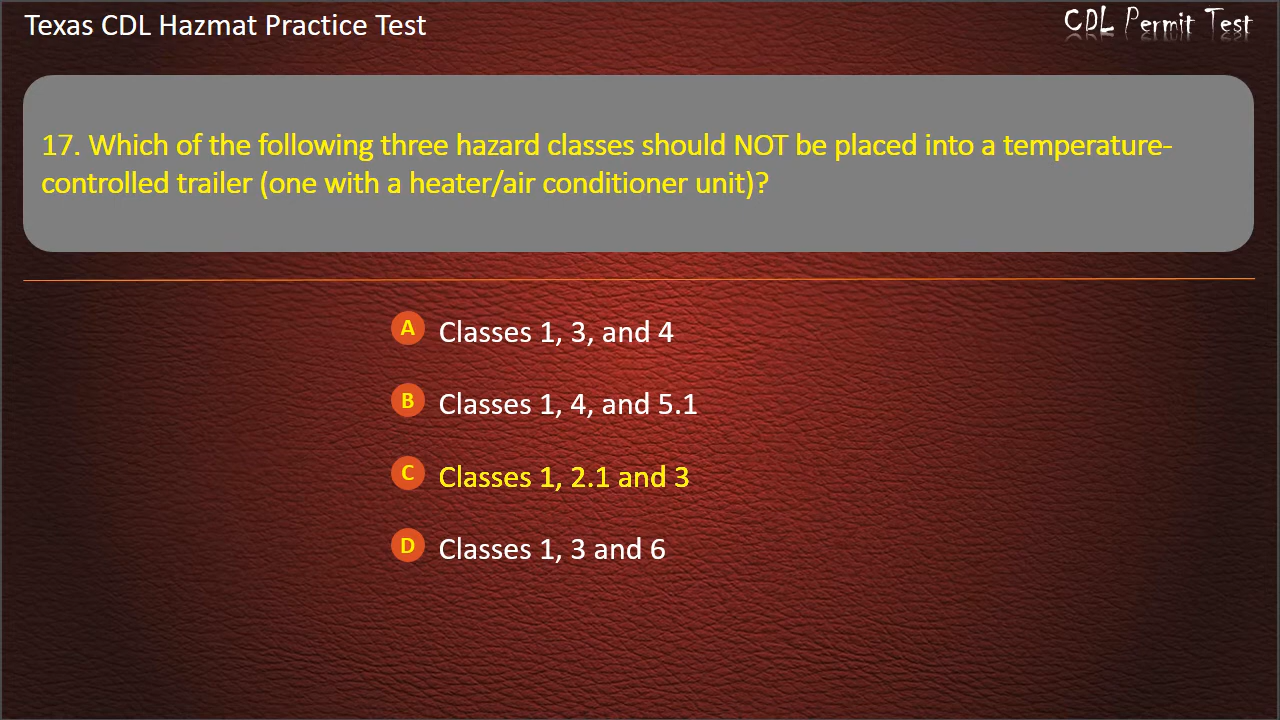 Texas CDL Hazmat Practice Test
CDL Permit Test
17. Which of the following three hazard classes should NOT be placed into a temperature-
controlled trailer (one with a heater/air conditioner unit)?
A Classes 1, 3, and 4
B Classes 1, 4, and 5.1
C Classes 1, 2.1 and 3
D Classes 1, 3 and 6